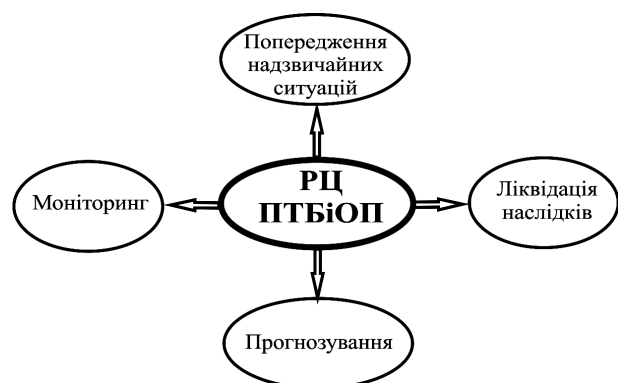 Попередження
надзвичайних
ситуацій
Моніторинг
РЦ
ПТБіОП
Ліквідація
наслідків
Прогнозування